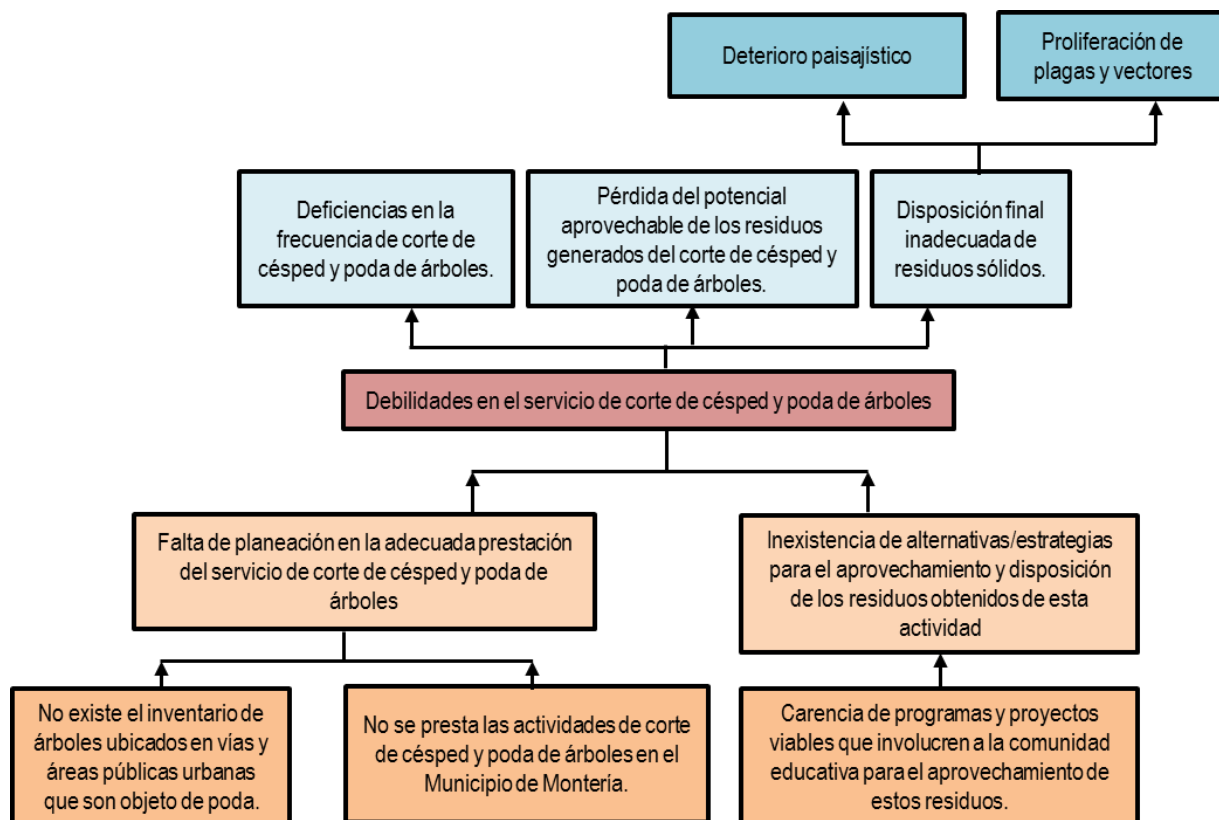 Deterioro paisajístico
Proliferación de
plagas y vectores
Deficiencias en la
frecuencia de corte de
césped y poda de árboles.
Pérdida del potencial
aprovechable de los residuos
generados del corte de césped y
poda de árboles.
Disposición final
inadecuada de
residuos sólidos.
Debilidades en el servicio de corte de césped y poda de árboles
Falta de planeación en la adecuada prestación
del servicio de corte de césped y poda de
árboles
Inexistencia de alternativas/estrategias
para el aprovechamiento y disposición
de los residuos obtenidos de esta
actividad
No existe el inventario de
árboles ubicados en vías y
áreas públicas urbanas
que son objeto de poda.
No se presta las actividades de corte
de césped y poda de árboles en el
Municipio de Montería.
Carencia de programas y proyectos
viables que involucren a la comunidad
educativa para el aprovechamiento de
estos residuos.